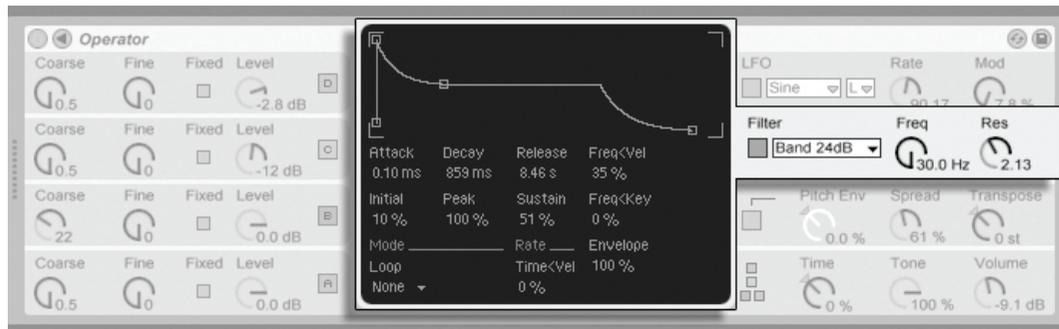 Operator
Coarse Fine Fixed Level
0.5 0 -2.8 dB D
Coarse Fine Fixed Level
0.5 0 -12 dB C
Coarse Fine Fixed Level
22 0 0.0 dB B
Coarse Fine Fixed Level
0.5 0 0.0 dB A
Attack Decay Release Freq<Vel
0.10 ms 859 ms 8.46 s 35 %
Initial Peak Sustain Freq<Key
10 % 100 % 51 % 0 %
Mode Rate Envelope
Loop Time<Vel 100 %
None 0 %
LFO Rate Mod
Sine L 90.17 7.8 %
Filter Freq Res
Band 24dB 30.0 Hz 2.13
Pitch Env Spread Transpose
0.0 % 61 % 0 st
Time Tone Volume
0 % 100 % -9.1 dB